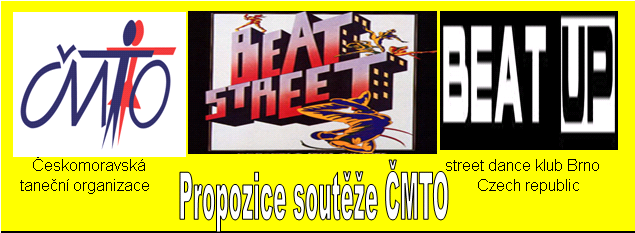 ČMTO
BEAT
STREET
BEAT UP
Českomoravská
taneční organizace
street dance klub Brno
Czech republic
Propozice soutěže ČMTO